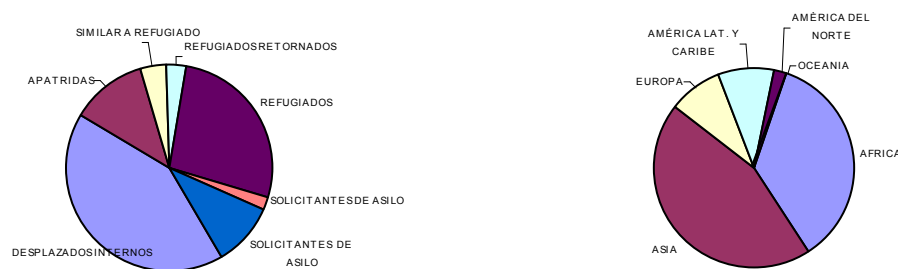 SIMILAR A REFUGIADO
REFUGIADOS RETORNADOS
APATRIDAS
REFUGIADOS
SOLICITANTES DE ASILO
SOLICITANTES DE
ASILO
DESPLAZADOS INTERNOS
AMÉRICA DEL
NORTE
AMÉRICA LAT. Y
CARIBE
OCEANIA
EUROPA
AFRICA
ASIA